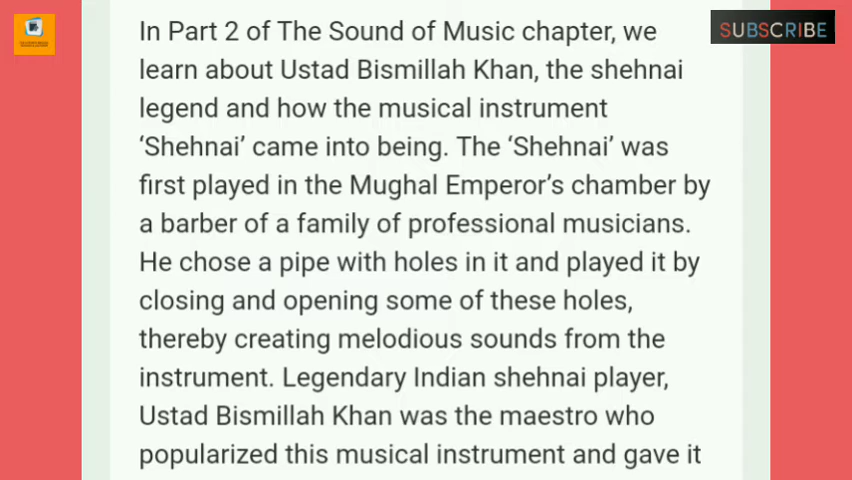 SUBSCRIBE
In Part 2 of The Sound of Music chapter, we
learn about Ustad Bismillah Khan, the shehnai
legend and how the musical instrument
‘Shehnai’ came into being. The ‘Shehnai’ was
first played in the Mughal Emperor’s chamber by
a barber of a family of professional musicians.
He chose a pipe with holes in it and played it by
closing and opening some of these holes,
thereby creating melodious sounds from the
instrument. Legendary Indian shehnai player,
Ustad Bismillah Khan was the maestro who
popularized this musical instrument and gave it